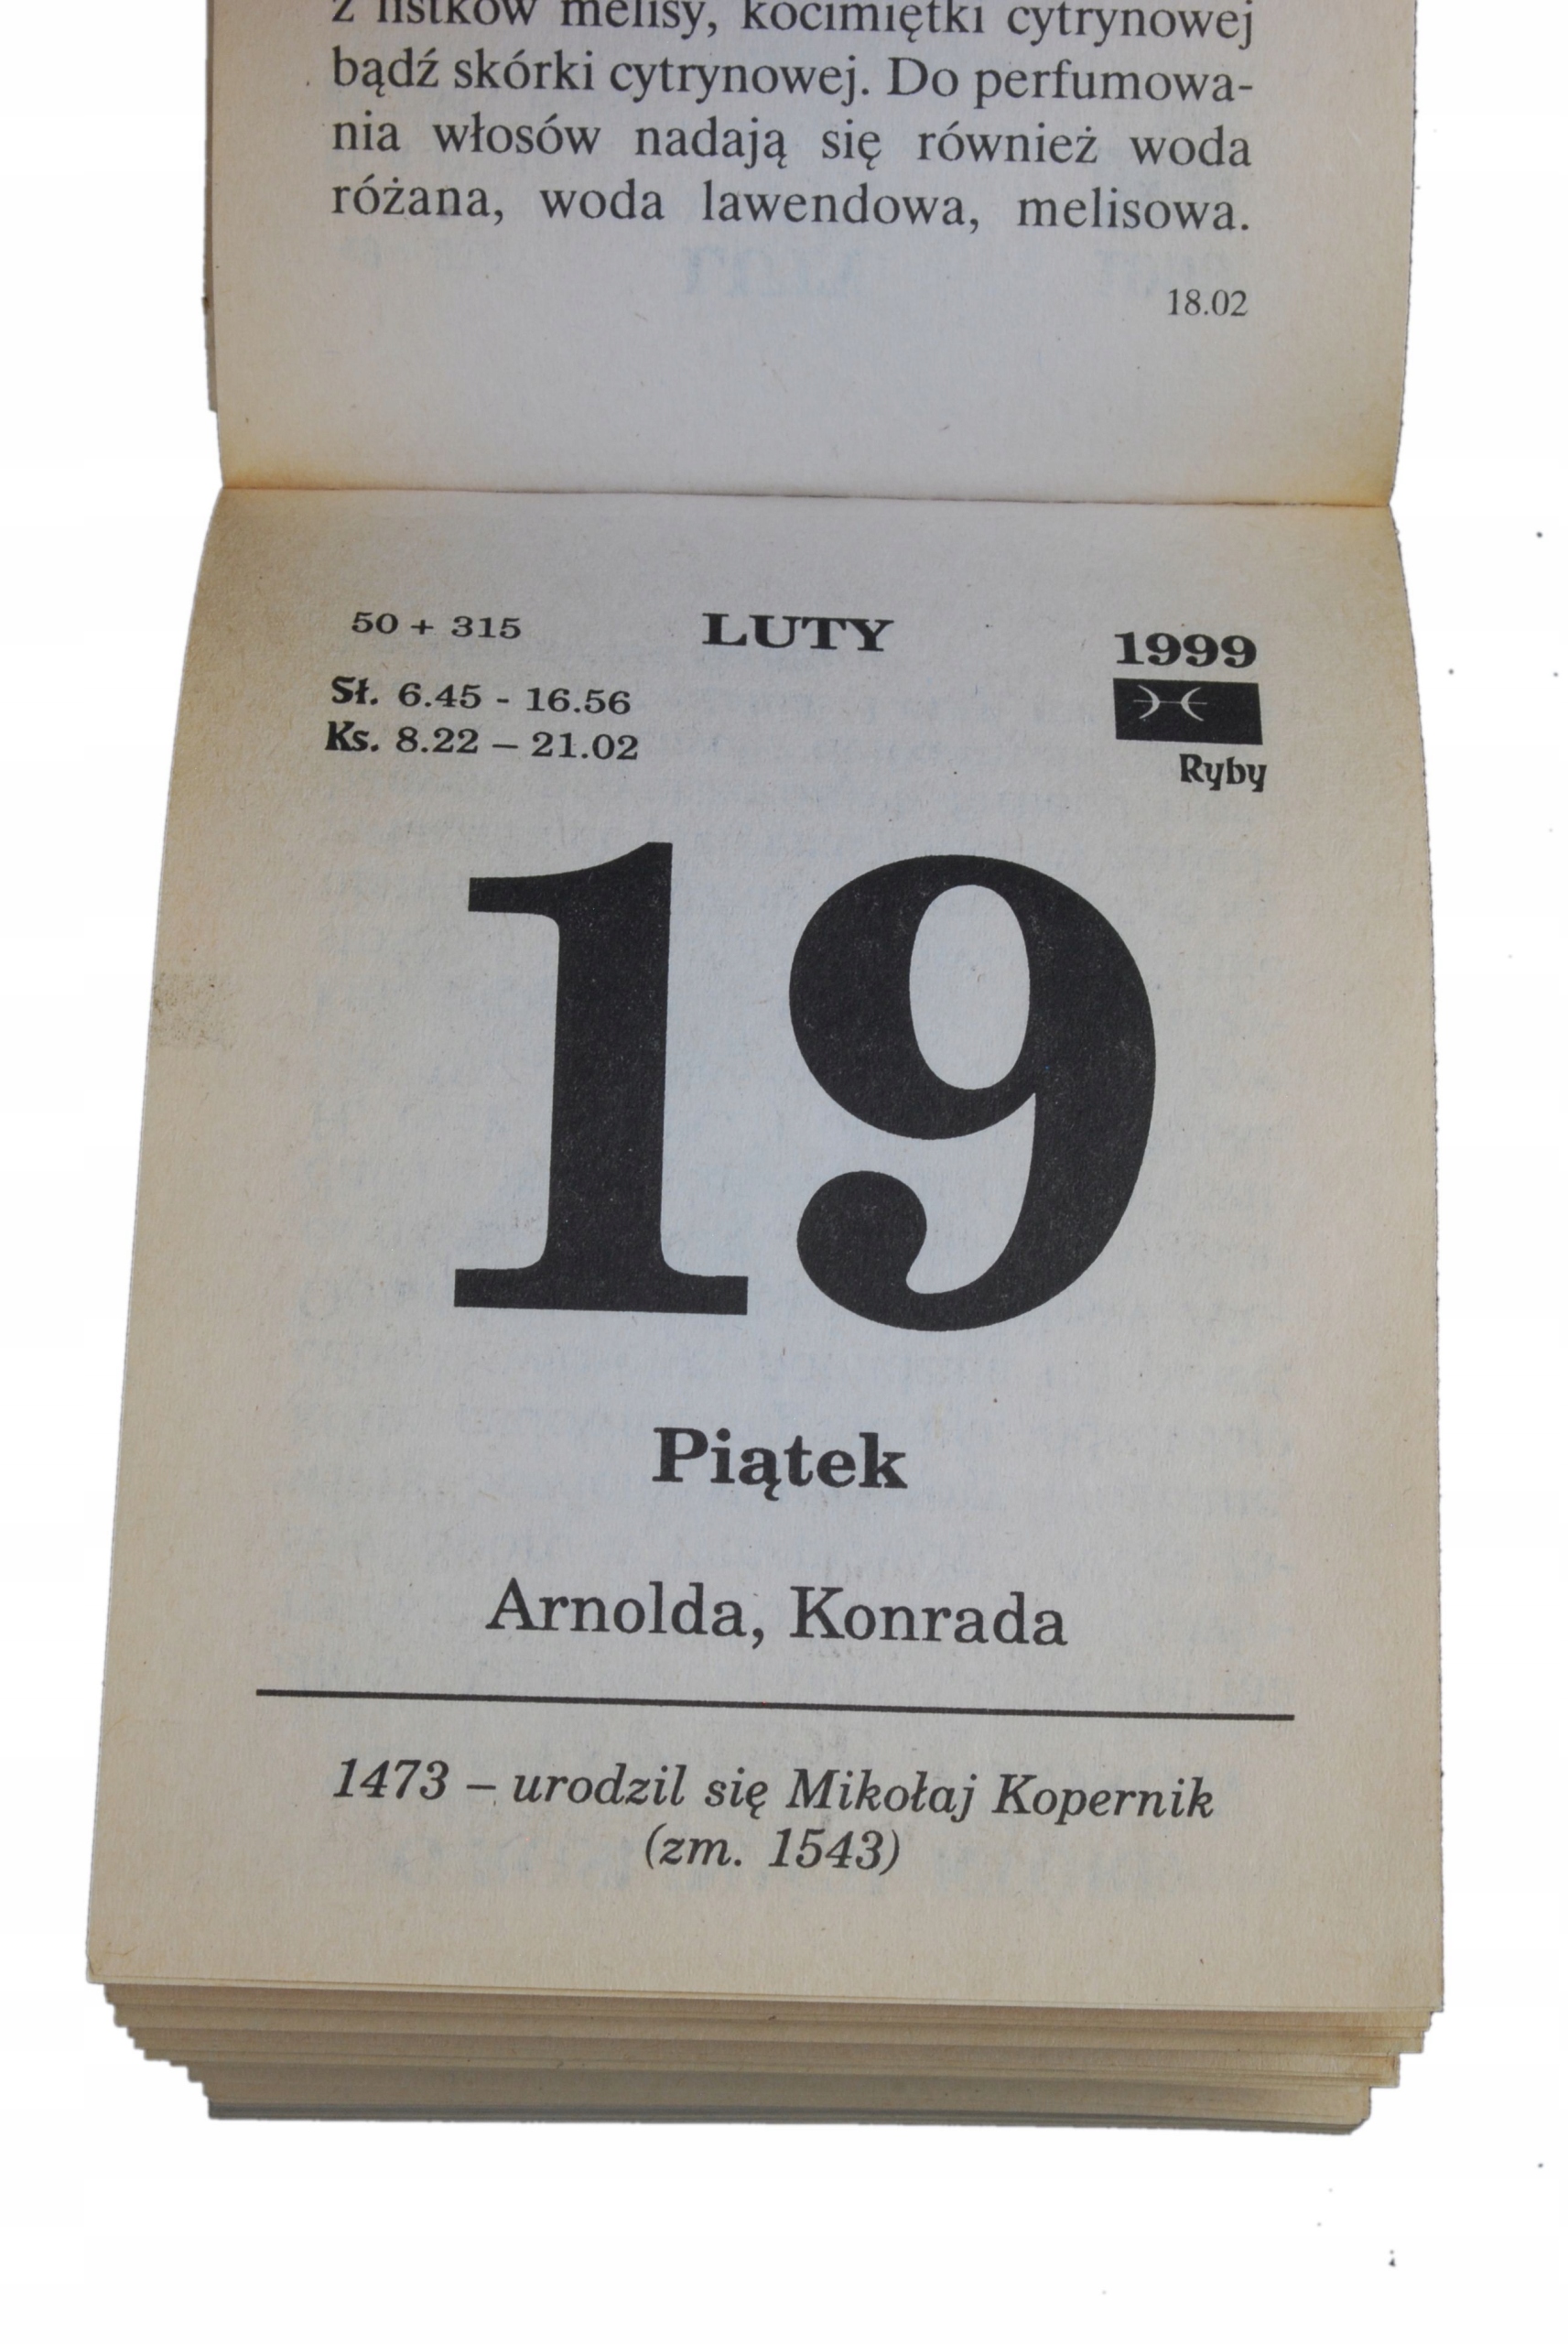 z listków melisy, kocimiętki cytrynowej
bądź skórki cytrynowej. Do perfumowa-
nia włosów nadają się również woda
różana, woda lawendowa, melisowa.
18.02
50 + 315 LUTY 1999
Sł. 6.45 - 16.56
Ks. 8.22 – 21.02
Ryby
19
Piątek
Arnolda, Konrada
1473 – urodzil się Mikołaj Kopernik
(zm. 1543)